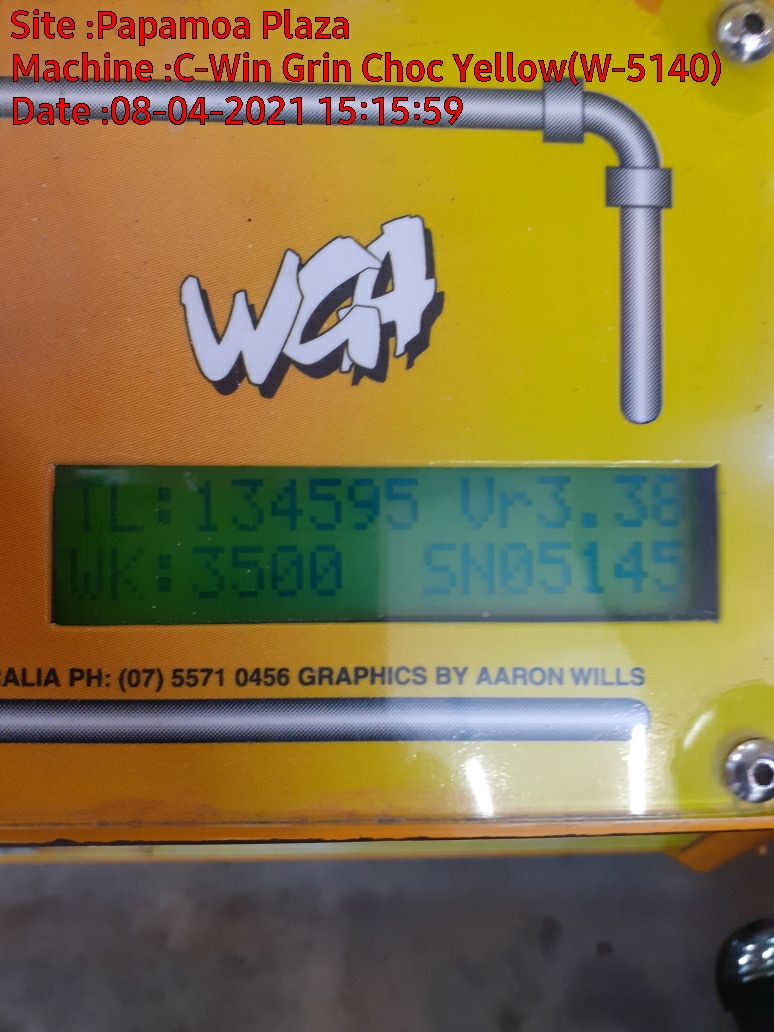 Site :Papamoa Plaza
Machine :C-Win Grin Choc Yellow(W-5140)
Date :08-04-2021 15:15:59
WGA
TL:134595 Vr3.38
WK:3500 SN05145
ALIA PH: (07) 5571 0456 GRAPHICS BY AARON WILLS